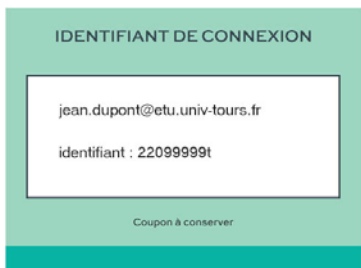 IDENTIFIANT DE CONNEXION
jean.dupont@etu.univ-tours.fr
identifiant : 22099999t
Coupon à conserver